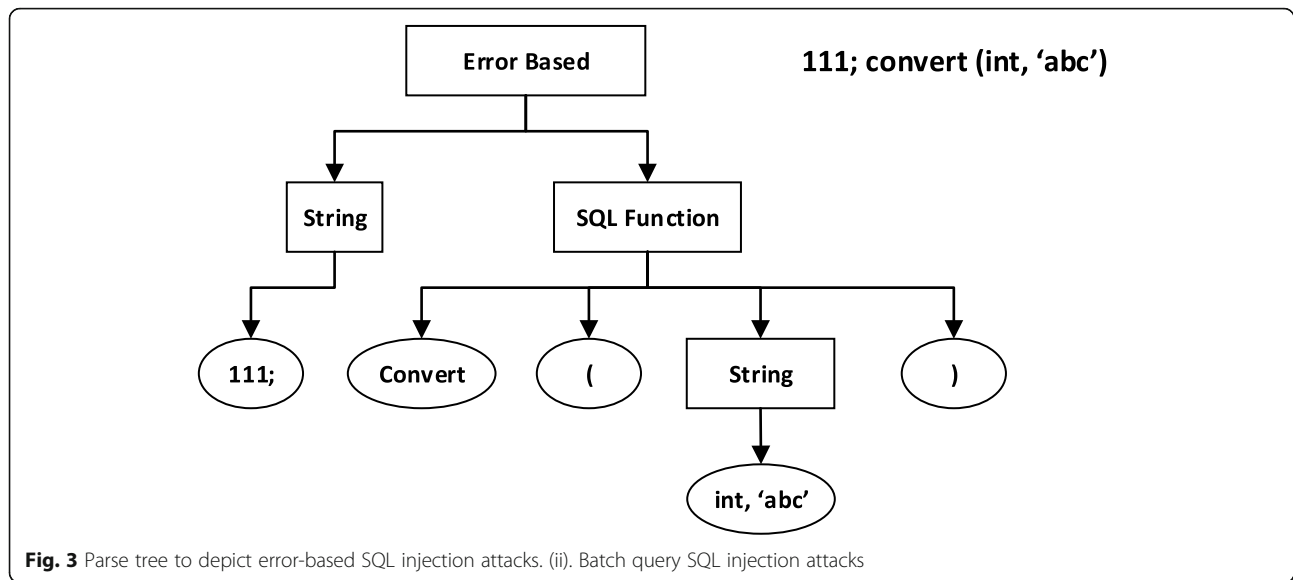 Error Based
111; convert (int, ‘abc’)
String
SQL Function
111;
Convert
(
String
)
int, ‘abc’
Fig. 3 Parse tree to depict error-based SQL injection attacks. (ii). Batch query SQL injection attacks